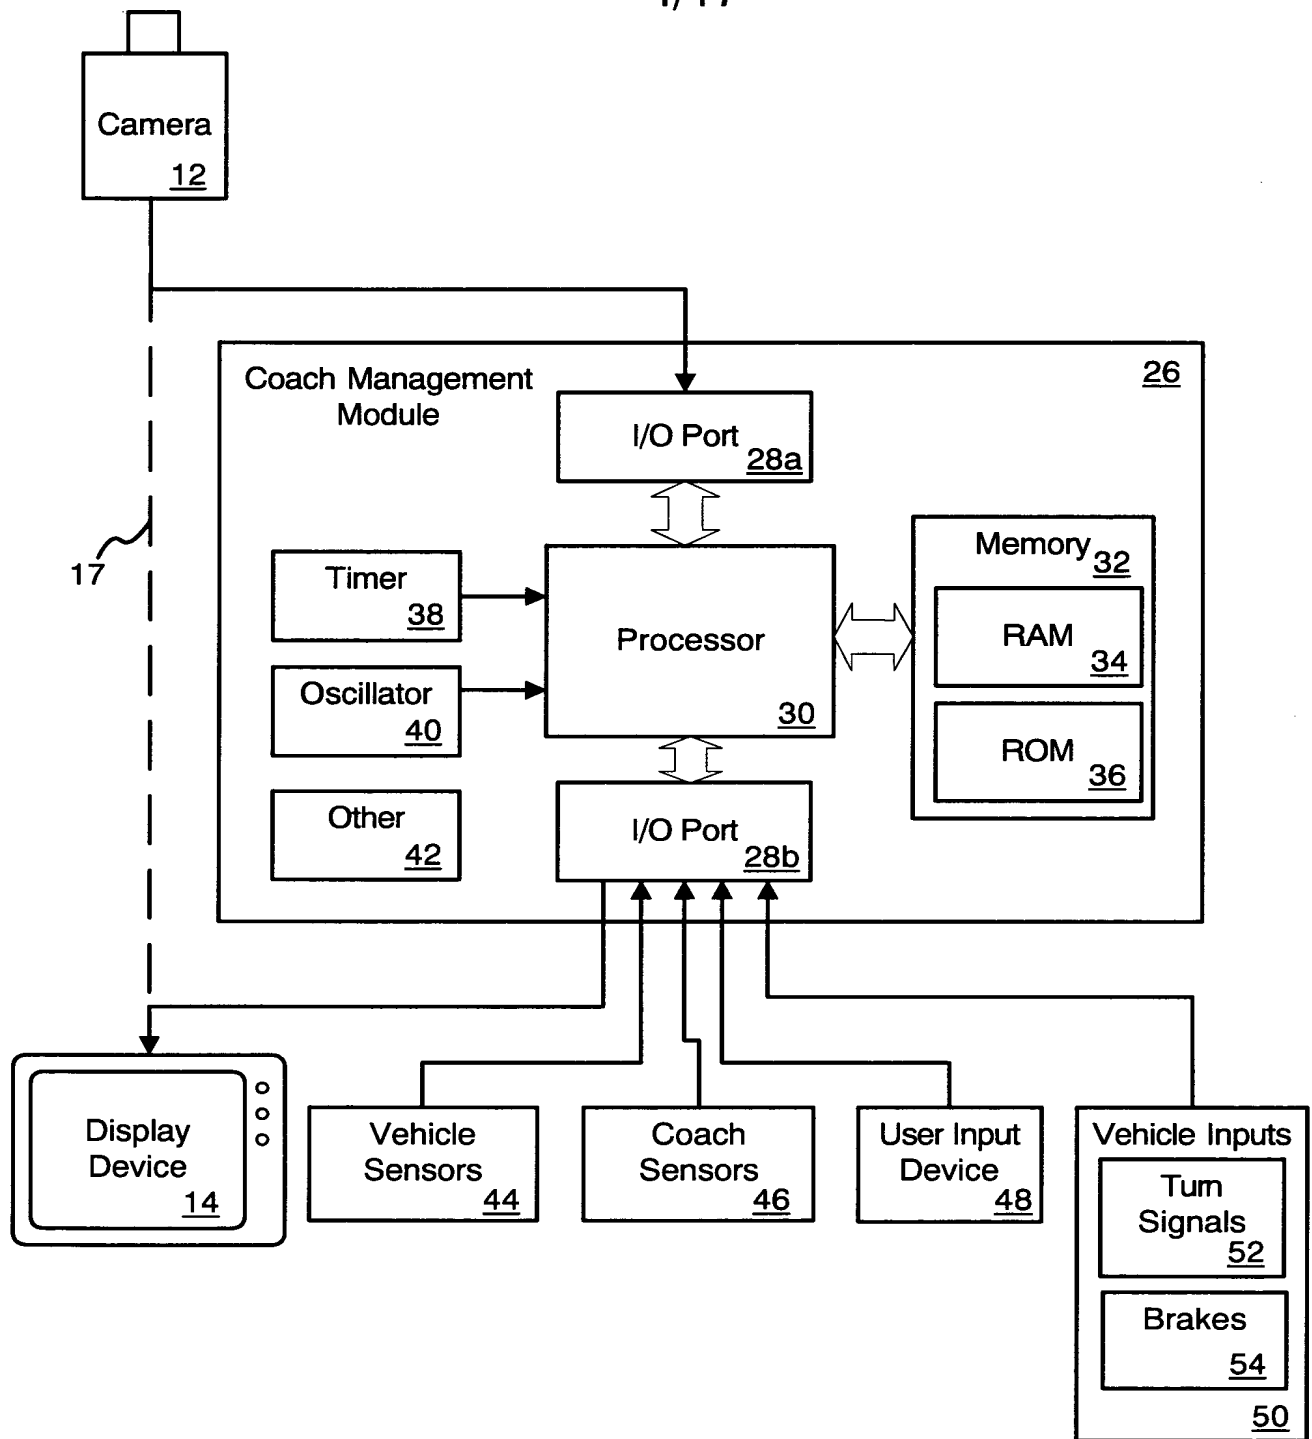 Camera
12
Coach Management
Module
26
I/O Port
28a
17
Timer
38
Processor
30
Memory
32
RAM
34
Oscillator
40
ROM
36
Other
42
I/O Port
28b
Display
Device
14
Vehicle
Sensors
44
Coach
Sensors
46
User Input
Device
48
Vehicle Inputs
Turn
Signals
52
Brakes
54
50